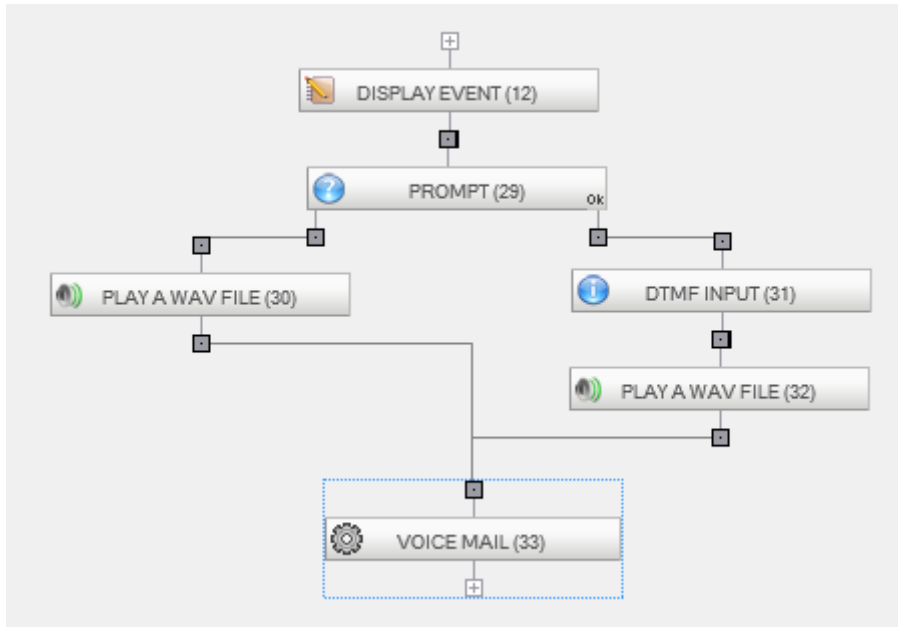 DISPLAY EVENT (12)
PROMPT (29)
Ok
PLAY A WAV FILE (30)
DTMF INPUT (31)
PLAY A WAV FILE (32)
VOICE MAIL (33)